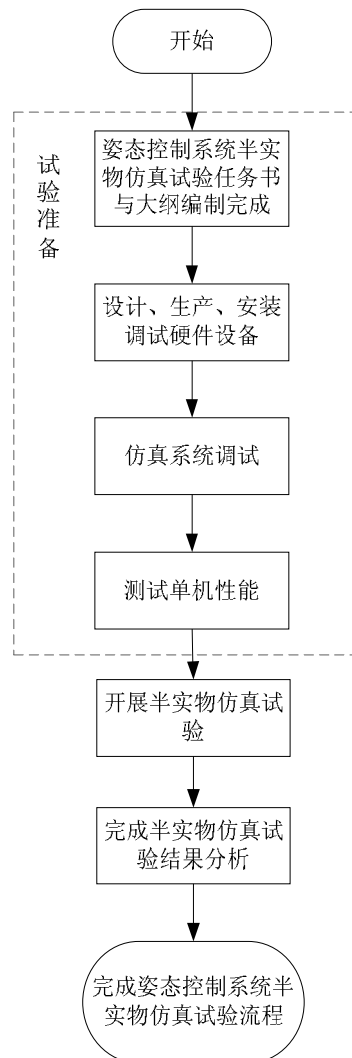 开始
试验准备
姿态控制系统半实
物仿真试验任务书
与大纲编制完成
设计、生产、安装
调试硬件设备
仿真系统调试
测试单机性能
开展半实物仿真试
验
完成半实物仿真试
验结果分析
完成姿态控制系统半
实物仿真试验流程